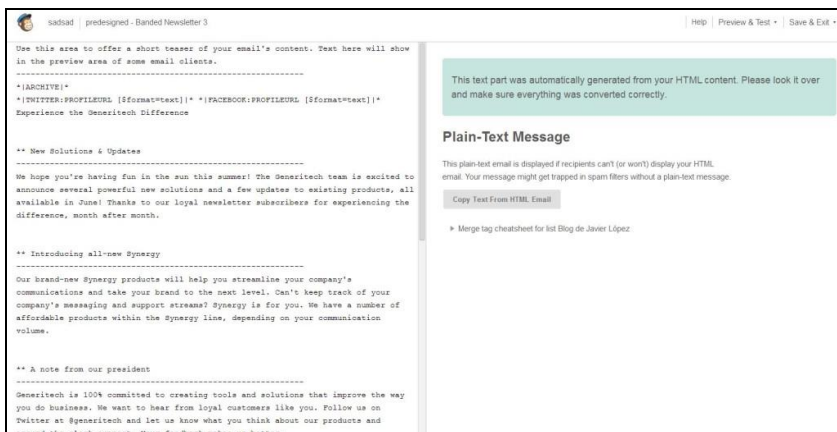 sadsad | predesigned - Banded Newsletter 3
Help | Preview & Test | Save & Exit
Use this area to offer a short teaser of your email's content. Text here will show
in the preview area of some email clients.
------------------------------------------------------------
*|ARCHIVE|*
*|TWITTER:PROFILEURL [$format=text]|* *|FACEBOOK:PROFILEURL [$format=text]|*
Experience the Generitech Difference
** New Solutions & Updates
------------------------------------------------------------
We hope you're having fun in the sun this summer! The Generitech team is excited to
announce several powerful new solutions and a few updates to existing products, all
available in June! Thanks to our loyal newsletter subscribers for experiencing the
difference, month after month.
** Introducing all-new Synergy
------------------------------------------------------------
Our brand-new Synergy products will help you streamline your company's
communications and take your brand to the next level. Can't keep track of your
company's messaging and support streams? Synergy is for you. We have a number of
affordable products within the Synergy line, depending on your communication
volume.
** A note from our president
------------------------------------------------------------
Generitech is 100% committed to creating tools and solutions that improve the way
you do business. We want to hear from loyal customers like you. Follow us on
Twitter at @generitech and let us know what you think about our products and
This text part was automatically generated from your HTML content. Please look it over
and make sure everything was converted correctly.
Plain-Text Message
This plain-text email is displayed if recipients can't (or won't) display your HTML
email. Your message might get trapped in spam filters without a plain-text message.
Copy Text From HTML Email
Merge tag cheatsheet for list Blog de Javier López